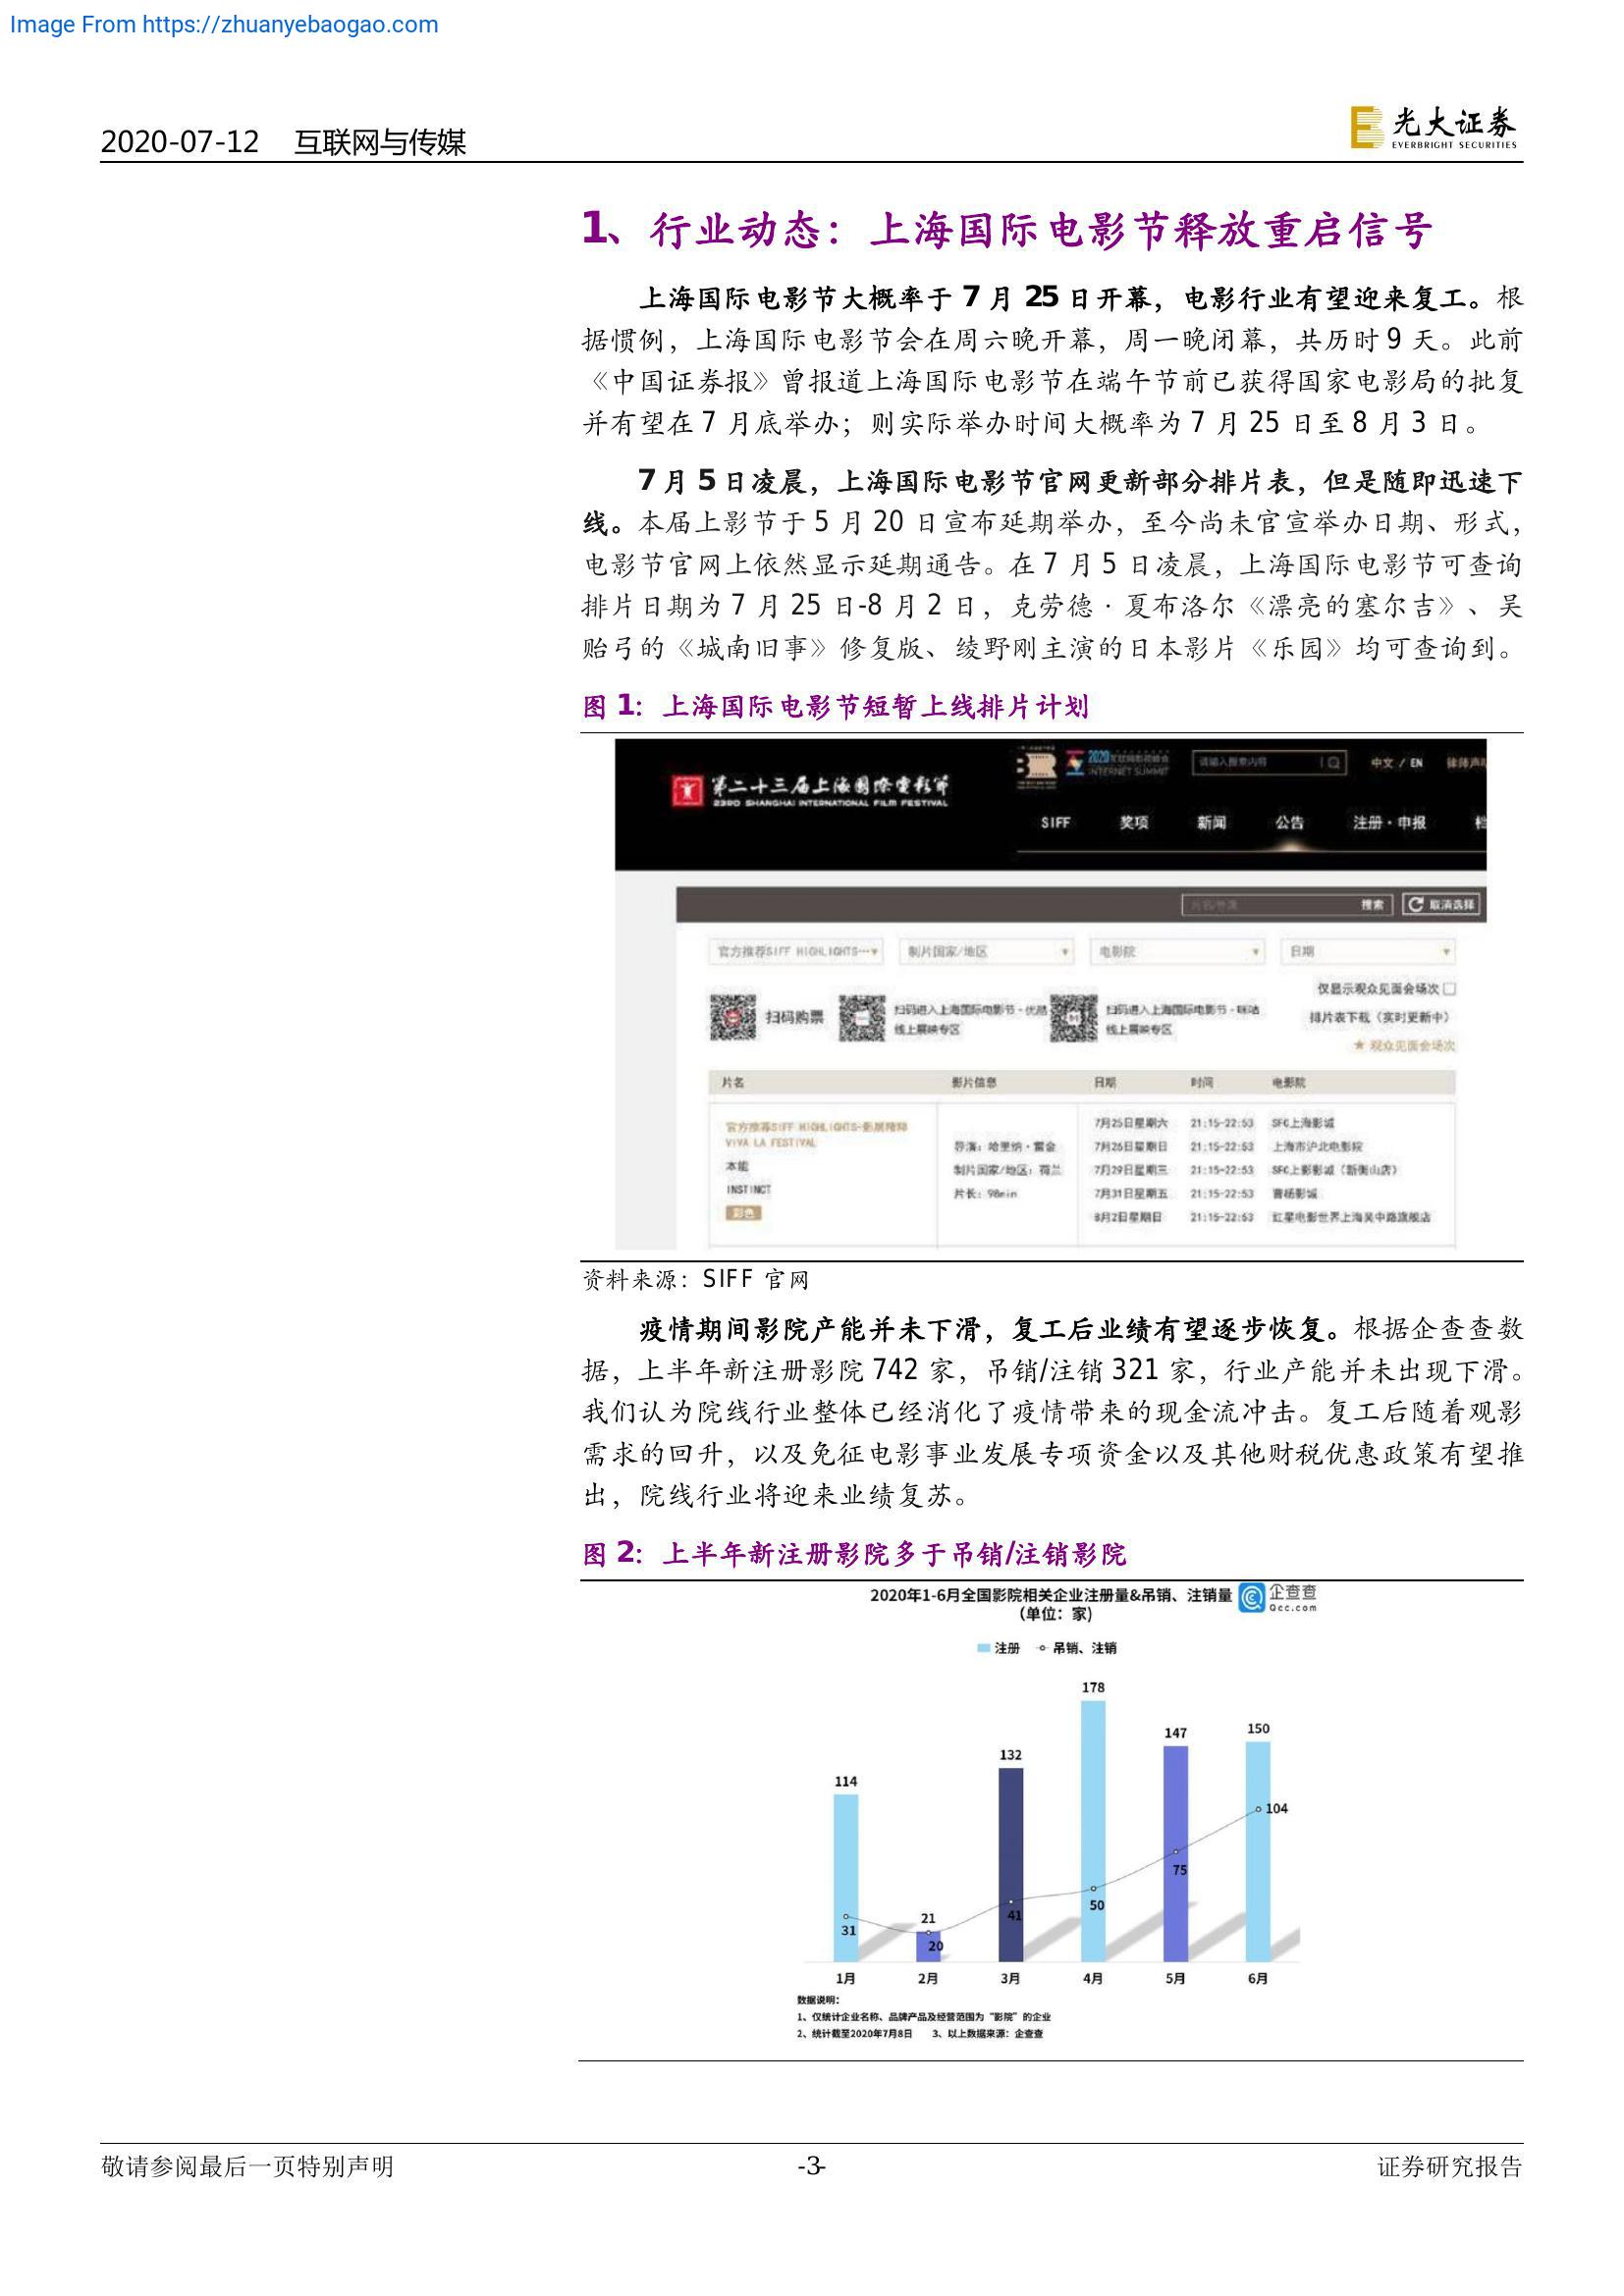 Image From https://zhuanyebaogao.com
2020-07-12 互联网与传媒
光大证券
EVERBRIGHT SECURITIES
1、行业动态：上海国际电影节释放重启信号
上海国际电影节大概率于 7 月 25 日开幕，电影行业有望迎来复工。根
据惯例，上海国际电影节会在周六晚开幕，周一晚闭幕，共历时 9 天。此前
《中国证券报》曾报道上海国际电影节在端午节前已获得国家电影局的批复
并有望在 7 月底举办；则实际举办时间大概率为 7 月 25 日至 8 月 3 日。
7 月 5 日凌晨，上海国际电影节官网更新部分排片表，但是随即迅速下
线。本届上影节于 5 月 20 日宣布延期举办，至今尚未官宣举办日期、形式，
电影节官网上依然显示延期通告。在 7 月 5 日凌晨，上海国际电影节可查询
排片日期为 7 月 25 日-8 月 2 日，克劳德·夏布洛尔《漂亮的塞尔吉》、吴
贻弓的《城南旧事》修复版、绫野刚主演的日本影片《乐园》均可查询到。
图 1：上海国际电影节短暂上线排片计划
2020互联网影视峰会
INTERNET SUMMIT
请输入搜索内容
中文 / EN
律师声
第二十三届上海国际电影节
23RD SHANGHAI INTERNATIONAL FILM FESTIVAL
SIFF 奖项 新闻 公告 注册·申报
搜索 取消选择
官方推荐SIFF HIGHLIGHTS… 制片国家/地区 电影院 日期
仅显示观众见面会场次
扫码购票
扫码进入上海国际电影节-优酷
线上展映专区
扫码进入上海国际电影节-咪咕
线上展映专区
排片表下载（实时更新中）
★ 观众见面会场次
片名 影片信息 日期 时间 电影院
官方推荐SIFF HIGHLIGHTS-影展精粹
VIVA LA FESTIVAL
本能
INSTINCT
彩色
导演：哈里纳·雷金
制片国家/地区：荷兰
片长：98min
7月25日星期六 21:15-22:53 SFC上海影城
7月26日星期日 21:15-22:53 上海市沪北电影院
7月29日星期三 21:15-22:53 SFC上影影城（新衡山店）
7月31日星期五 21:15-22:53 曹杨影城
8月2日星期日 21:15-22:53 红星电影世界上海吴中路旗舰店
资料来源：SIFF 官网
疫情期间影院产能并未下滑，复工后业绩有望逐步恢复。根据企查查数
据，上半年新注册影院 742 家，吊销/注销 321 家，行业产能并未出现下滑。
我们认为院线行业整体已经消化了疫情带来的现金流冲击。复工后随着观影
需求的回升，以及免征电影事业发展专项资金以及其他财税优惠政策有望推
出，院线行业将迎来业绩复苏。
图 2：上半年新注册影院多于吊销/注销影院
2020年1-6月全国影院相关企业注册量&吊销、注销量
（单位：家）
企查查
Qcc.com
注册 吊销、注销
114 21 132 178 147 150
31 20 41 50 75 104
1月 2月 3月 4月 5月 6月
数据说明：
1、仅统计企业名称、品牌产品及经营范围为“影院”的企业
2、统计截至2020年7月8日 3、以上数据来源：企查查
敬请参阅最后一页特别声明
-3-
证券研究报告